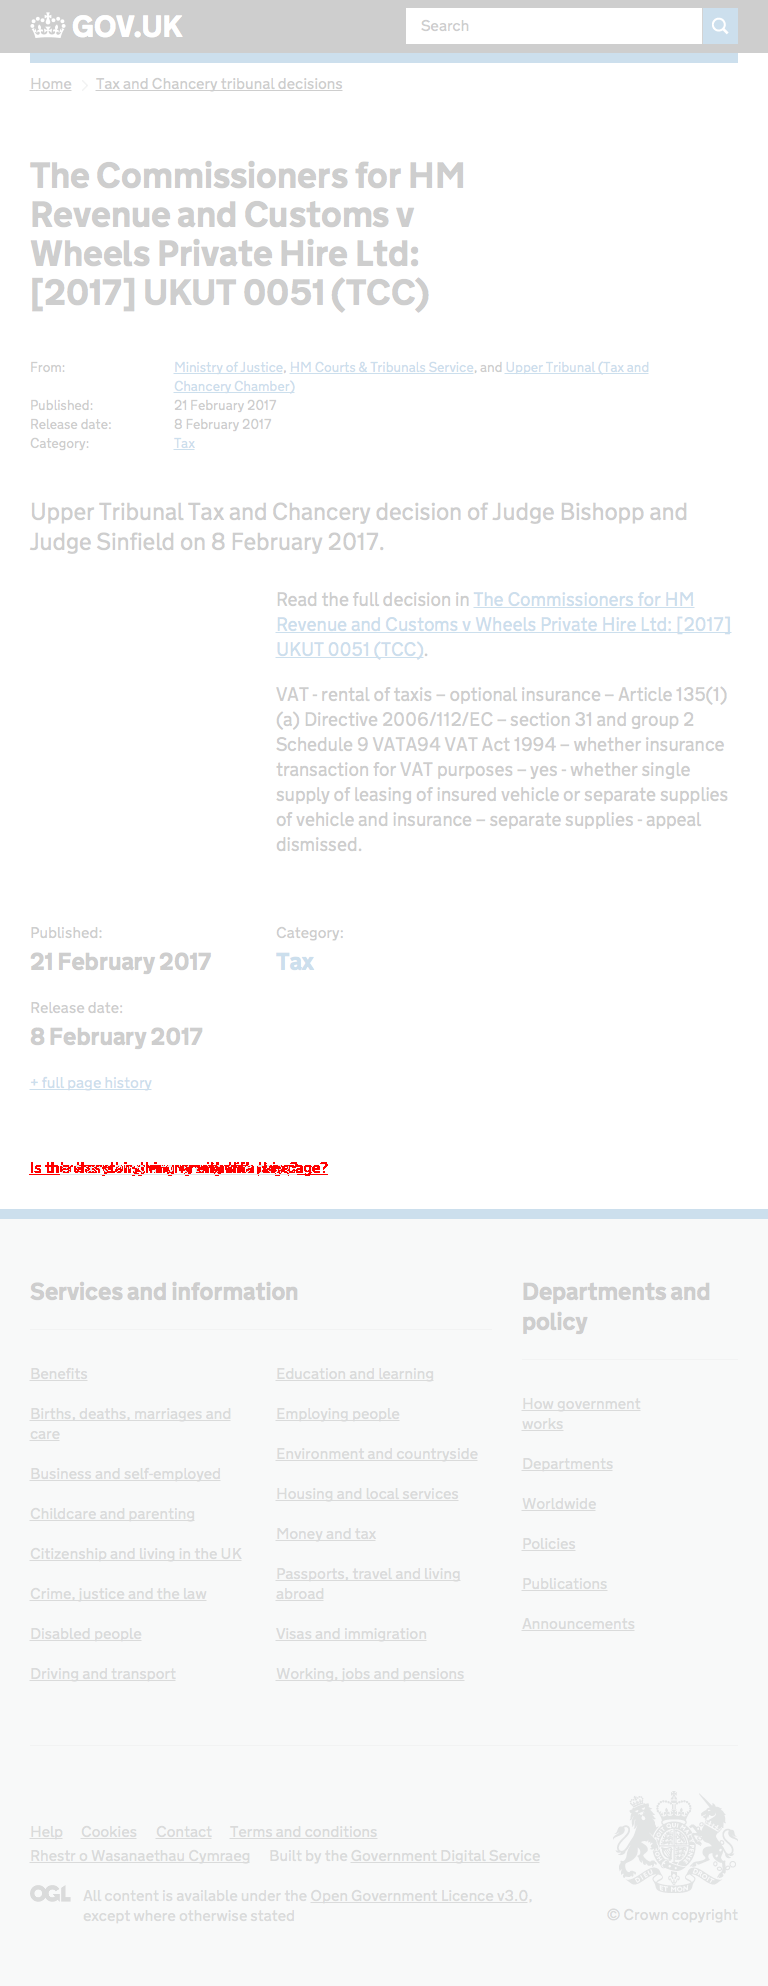 GOV.UK
Search
Home
Tax and Chancery tribunal decisions
The Commissioners for HM
Revenue and Customs v
Wheels Private Hire Ltd:
[2017] UKUT 0051 (TCC)
From: Ministry of Justice, HM Courts & Tribunals Service, and Upper Tribunal (Tax and
Chancery Chamber)
Published: 21 February 2017
Release date: 8 February 2017
Category: Tax
Upper Tribunal Tax and Chancery decision of Judge Bishopp and
Judge Sinfield on 8 February 2017.
Read the full decision in The Commissioners for HM
Revenue and Customs v Wheels Private Hire Ltd: [2017]
UKUT 0051 (TCC).
VAT - rental of taxis – optional insurance – Article 135(1)
(a) Directive 2006/112/EC – section 31 and group 2
Schedule 9 VATA94 VAT Act 1994 – whether insurance
transaction for VAT purposes – yes - whether single
supply of leasing of insured vehicle or separate supplies
of vehicle and insurance – separate supplies - appeal
dismissed.
Published:
21 February 2017
Category:
Tax
Release date:
8 February 2017
+ full page history
Services and information
Benefits
Births, deaths, marriages and
care
Business and self-employed
Childcare and parenting
Citizenship and living in the UK
Crime, justice and the law
Disabled people
Driving and transport
Education and learning
Employing people
Environment and countryside
Housing and local services
Money and tax
Passports, travel and living
abroad
Visas and immigration
Working, jobs and pensions
Departments and
policy
How government
works
Departments
Worldwide
Policies
Publications
Announcements
Help Cookies Contact Terms and conditions
Rhestr o Wasanaethau Cymraeg Built by the Government Digital Service
OGL All content is available under the Open Government Licence v3.0,
except where otherwise stated
© Crown copyright